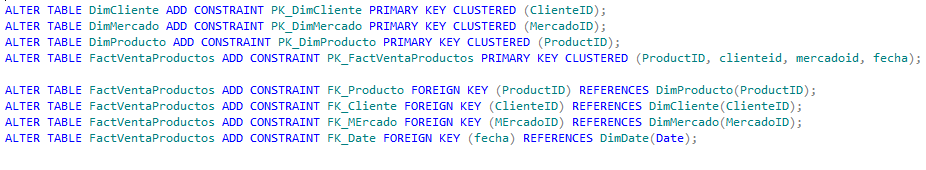 ALTER TABLE DimCliente ADD CONSTRAINT PK_DimCliente PRIMARY KEY CLUSTERED (ClienteID);
ALTER TABLE DimMercado ADD CONSTRAINT PK_DimMercado PRIMARY KEY CLUSTERED (MercadoID);
ALTER TABLE DimProducto ADD CONSTRAINT PK_DimProducto PRIMARY KEY CLUSTERED (ProductID);
ALTER TABLE FactVentaProductos ADD CONSTRAINT PK_FactVentaProductos PRIMARY KEY CLUSTERED (ProductID, clienteid, mercadoid, fecha);
ALTER TABLE FactVentaProductos ADD CONSTRAINT FK_Producto FOREIGN KEY (ProductID) REFERENCES DimProducto(ProductID);
ALTER TABLE FactVentaProductos ADD CONSTRAINT FK_Cliente FOREIGN KEY (ClienteID) REFERENCES DimCliente(ClienteID);
ALTER TABLE FactVentaProductos ADD CONSTRAINT FK_MErcado FOREIGN KEY (MErcadoID) REFERENCES DimMercado(MercadoID);
ALTER TABLE FactVentaProductos ADD CONSTRAINT FK_Date FOREIGN KEY (fecha) REFERENCES DimDate(Date);